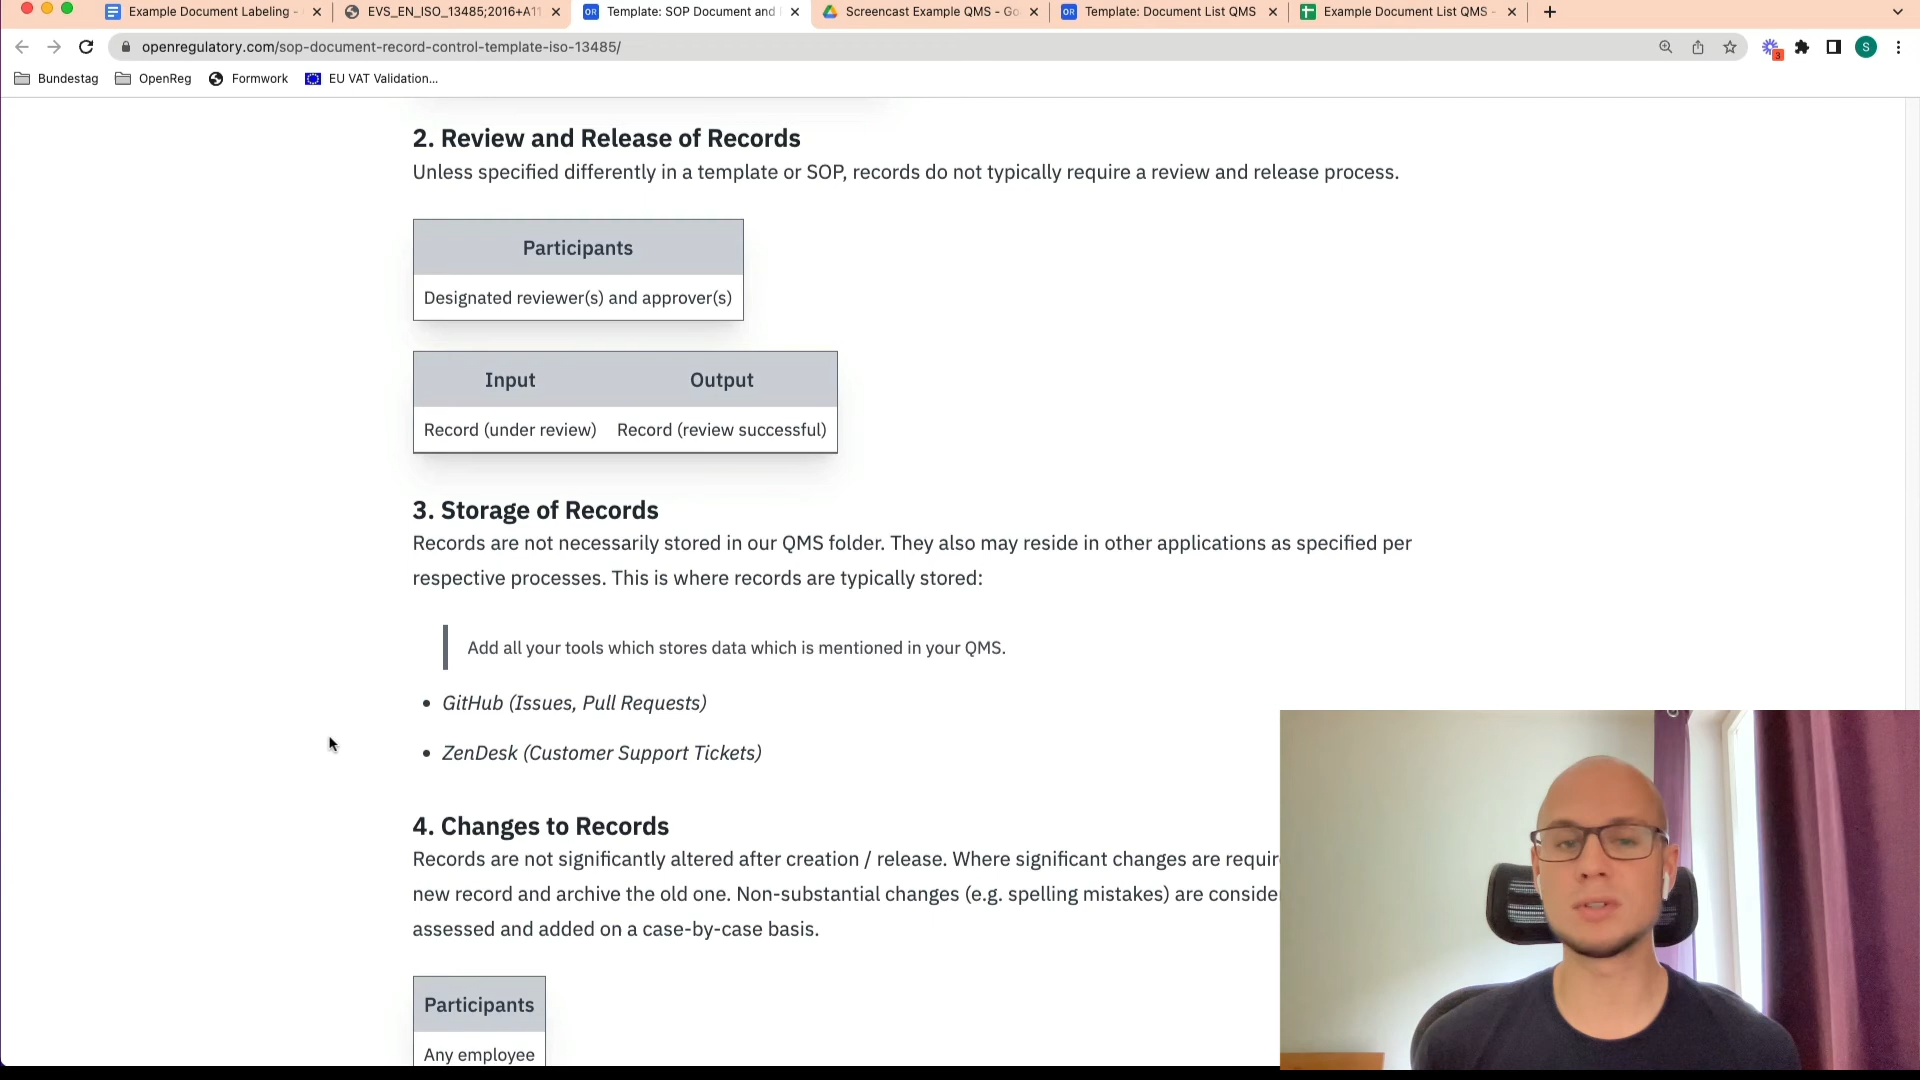 Example Document Labeling -
EVS_EN_ISO_13485;2016+A11
Template: SOP Document and
Screencast Example QMS - Go
Template: Document List QMS
Example Document List QMS -
openregulatory.com/sop-document-record-control-template-iso-13485/
3
S
Bundestag
OpenReg
Formwork
EU VAT Validation...
2. Review and Release of Records
Unless specified differently in a template or SOP, records do not typically require a review and release process.
Participants
Designated reviewer(s) and approver(s)
Input Output
Record (under review) Record (review successful)
3. Storage of Records
Records are not necessarily stored in our QMS folder. They also may reside in other applications as specified per
respective processes. This is where records are typically stored:
Add all your tools which stores data which is mentioned in your QMS.
• GitHub (Issues, Pull Requests)
• ZenDesk (Customer Support Tickets)
4. Changes to Records
Records are not significantly altered after creation / release. Where significant changes are requir
new record and archive the old one. Non-substantial changes (e.g. spelling mistakes) are consider
assessed and added on a case-by-case basis.
Participants
Any employee